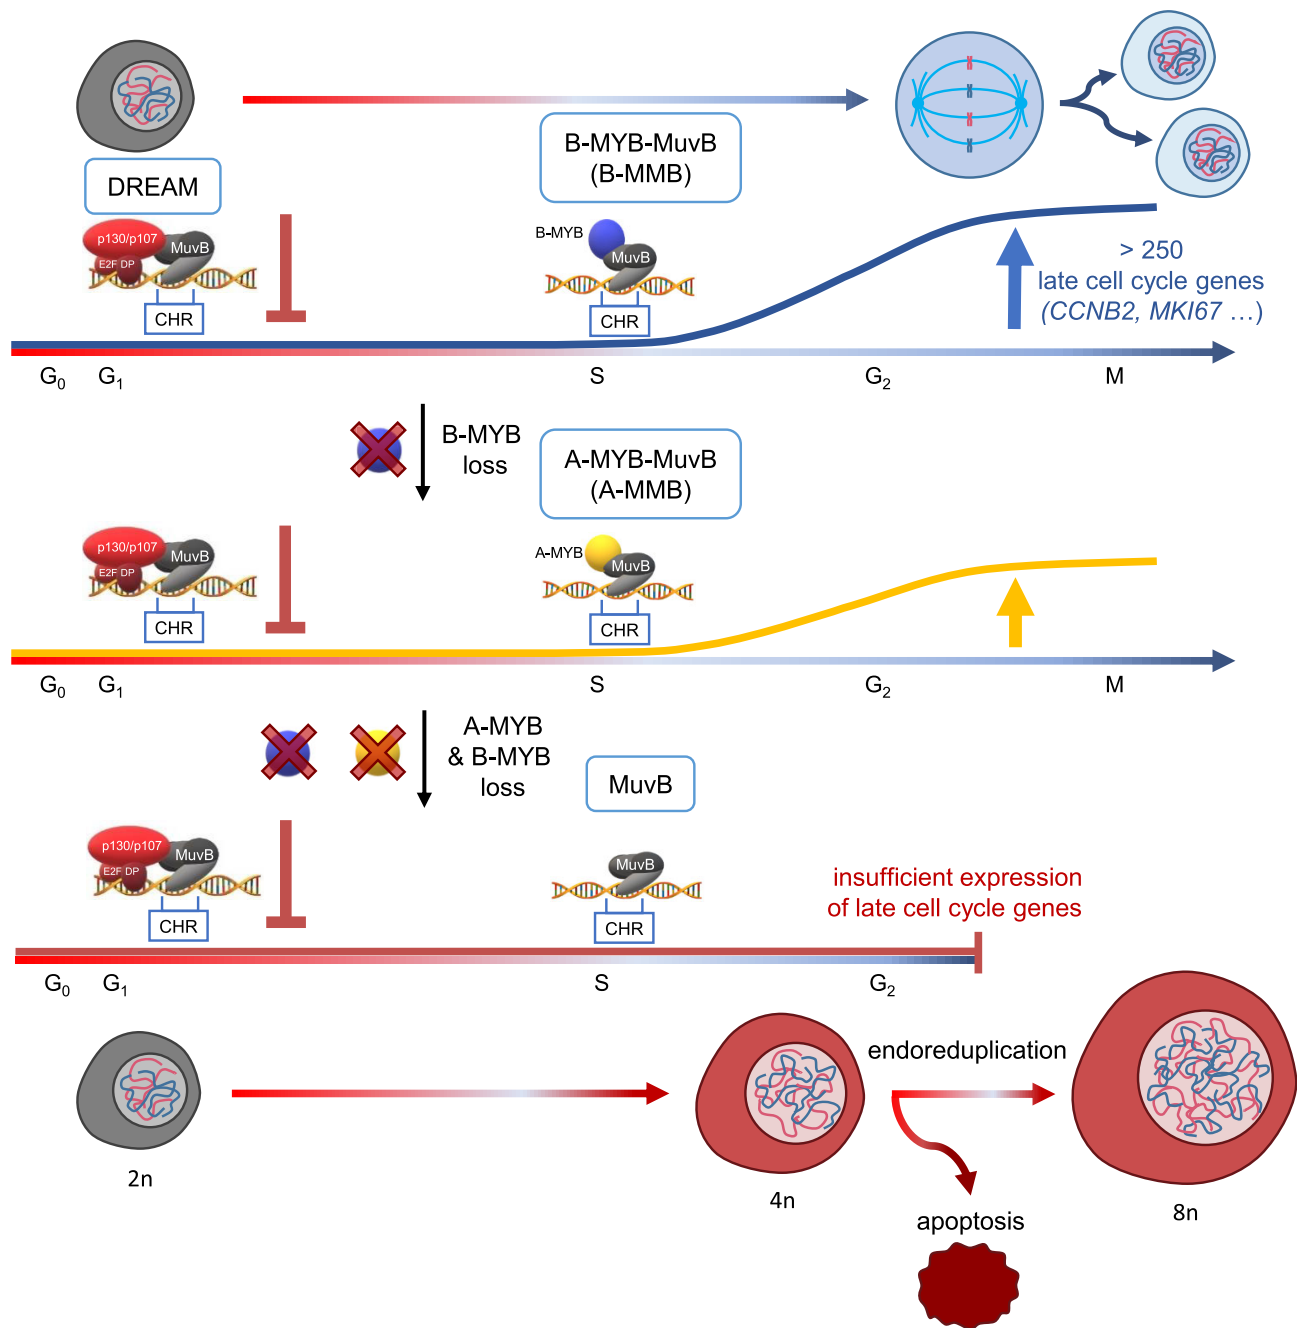 DREAM
B-MYB-MuvB
(B-MMB)
p130/p107
MuvB
E2F DP
CHR
B-MYB
MuvB
CHR
> 250
late cell cycle genes
(CCNB2, MKI67 ...)
G0 G1 S G2 M
B-MYB
loss
A-MYB-MuvB
(A-MMB)
p130/p107
MuvB
E2F DP
CHR
A-MYB
MuvB
CHR
G0 G1 S G2 M
A-MYB
& B-MYB
loss
MuvB
p130/p107
MuvB
E2F DP
CHR
MuvB
CHR
insufficient expression
of late cell cycle genes
G0 G1 S G2
endoreduplication
2n
4n
8n
apoptosis